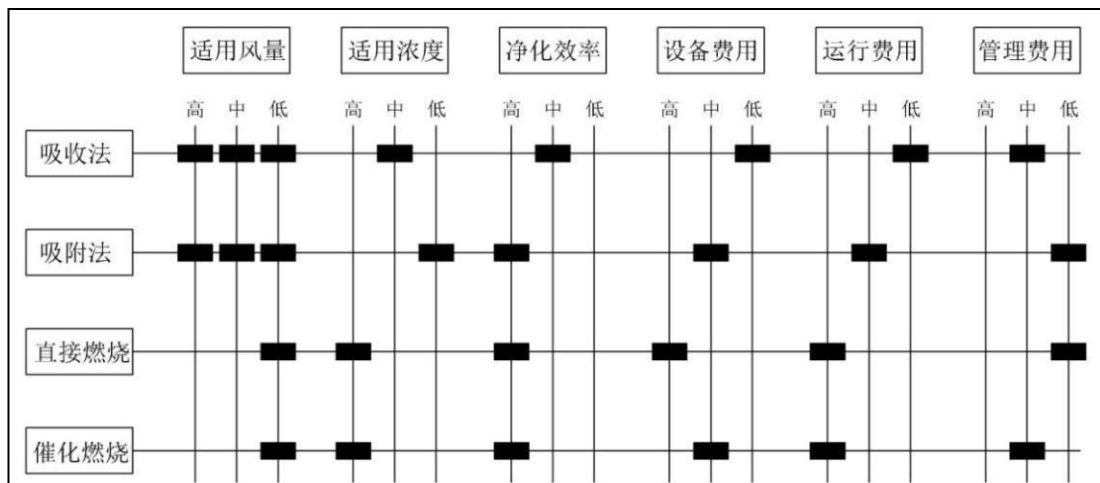 适用风量 适用浓度 净化效率 设备费用 运行费用 管理费用
高 中 低 高 中 低 高 中 低 高 中 低 高 中 低 高 中 低
吸收法
吸附法
直接燃烧
催化燃烧